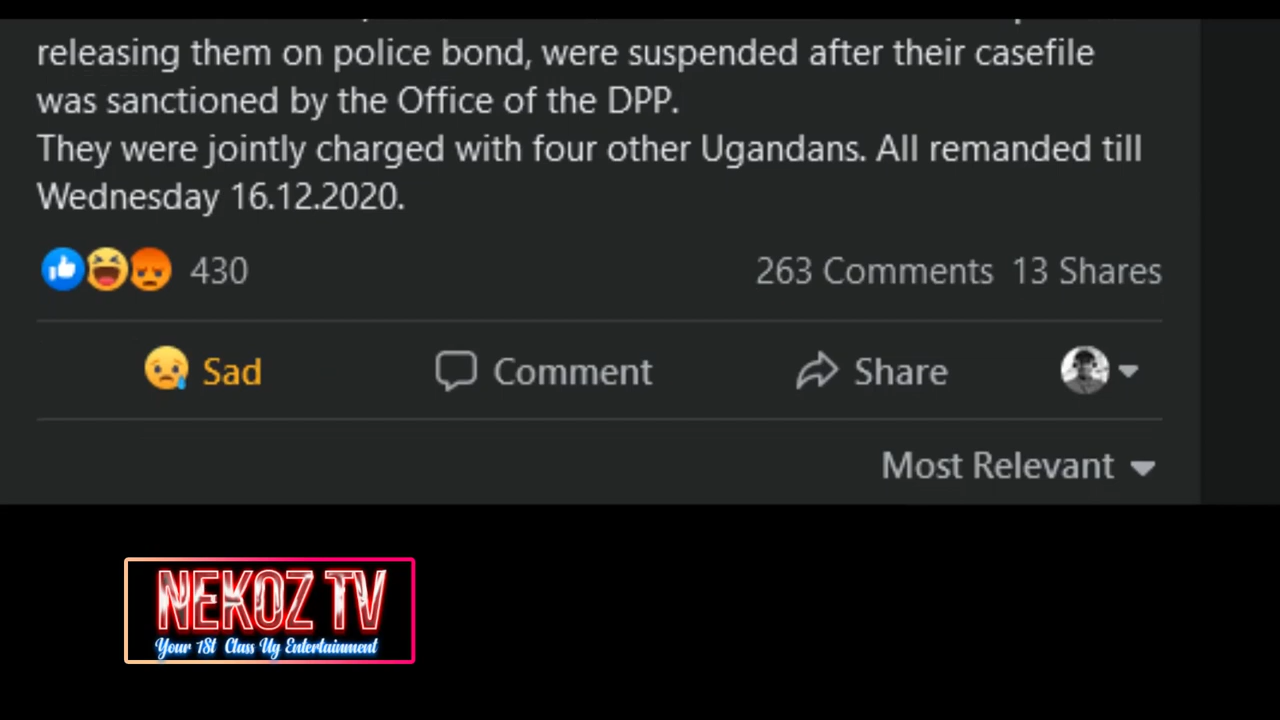 releasing them on police bond, were suspended after their casefile
was sanctioned by the Office of the DPP.
They were jointly charged with four other Ugandans. All remanded till
Wednesday 16.12.2020.
430 263 Comments 13 Shares
Sad Comment Share
Most Relevant
NEKOZ TV
Your 1St Class Ug Entertainment